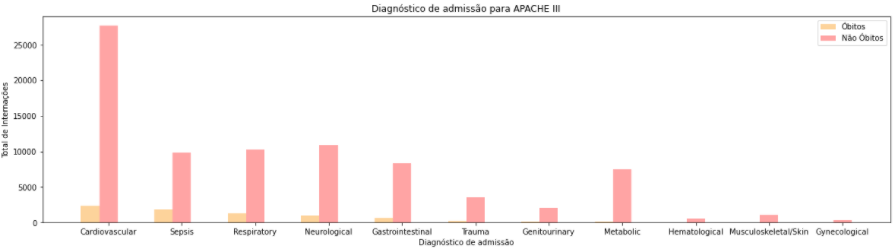 Diagnóstico de admissão para APACHE III
Óbitos
Não Óbitos
Total de Internações
25000
20000
15000
10000
5000
0
Cardiovascular Sepsis Respiratory Neurological Gastrointestinal Trauma Genitourinary Metabolic Hematological Musculoskeletal/Skin Gynecological
Diagnóstico de admissão